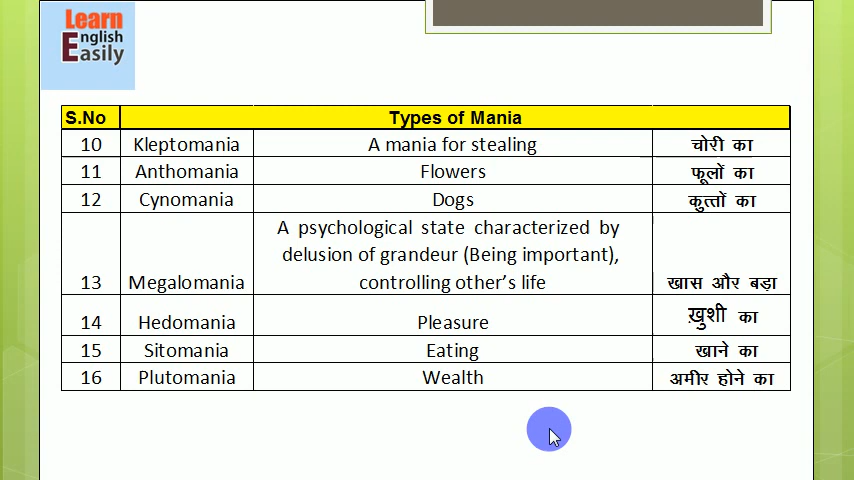 Learn
English
Easily
S.No Types of Mania
10 Kleptomania A mania for stealing चोरी का
11 Anthomania Flowers फूलों का
12 Cynomania Dogs कुत्तों का
A psychological state characterized by
delusion of grandeur (Being important),
13 Megalomania controlling other's life खास और बड़ा
14 Hedomania Pleasure ख़ुशी का
15 Sitomania Eating खाने का
16 Plutomania Wealth अमीर होने का